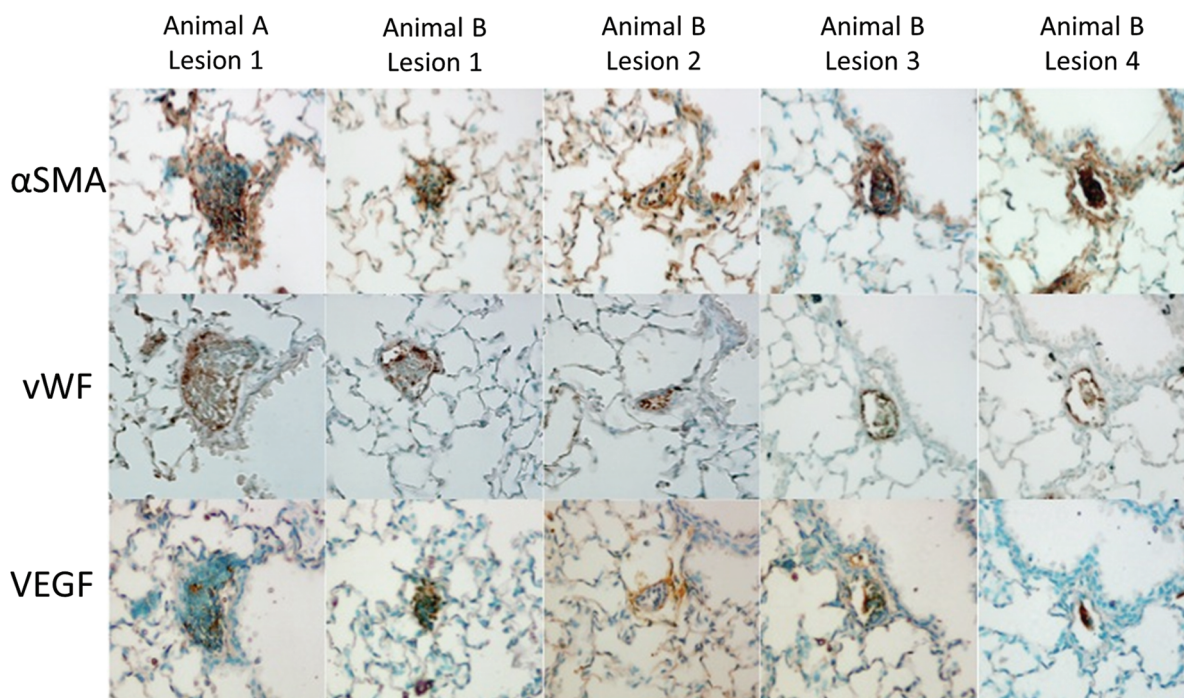 Animal A
Lesion 1
Animal B
Lesion 1
Animal B
Lesion 2
Animal B
Lesion 3
Animal B
Lesion 4
αSMA
vWF
VEGF